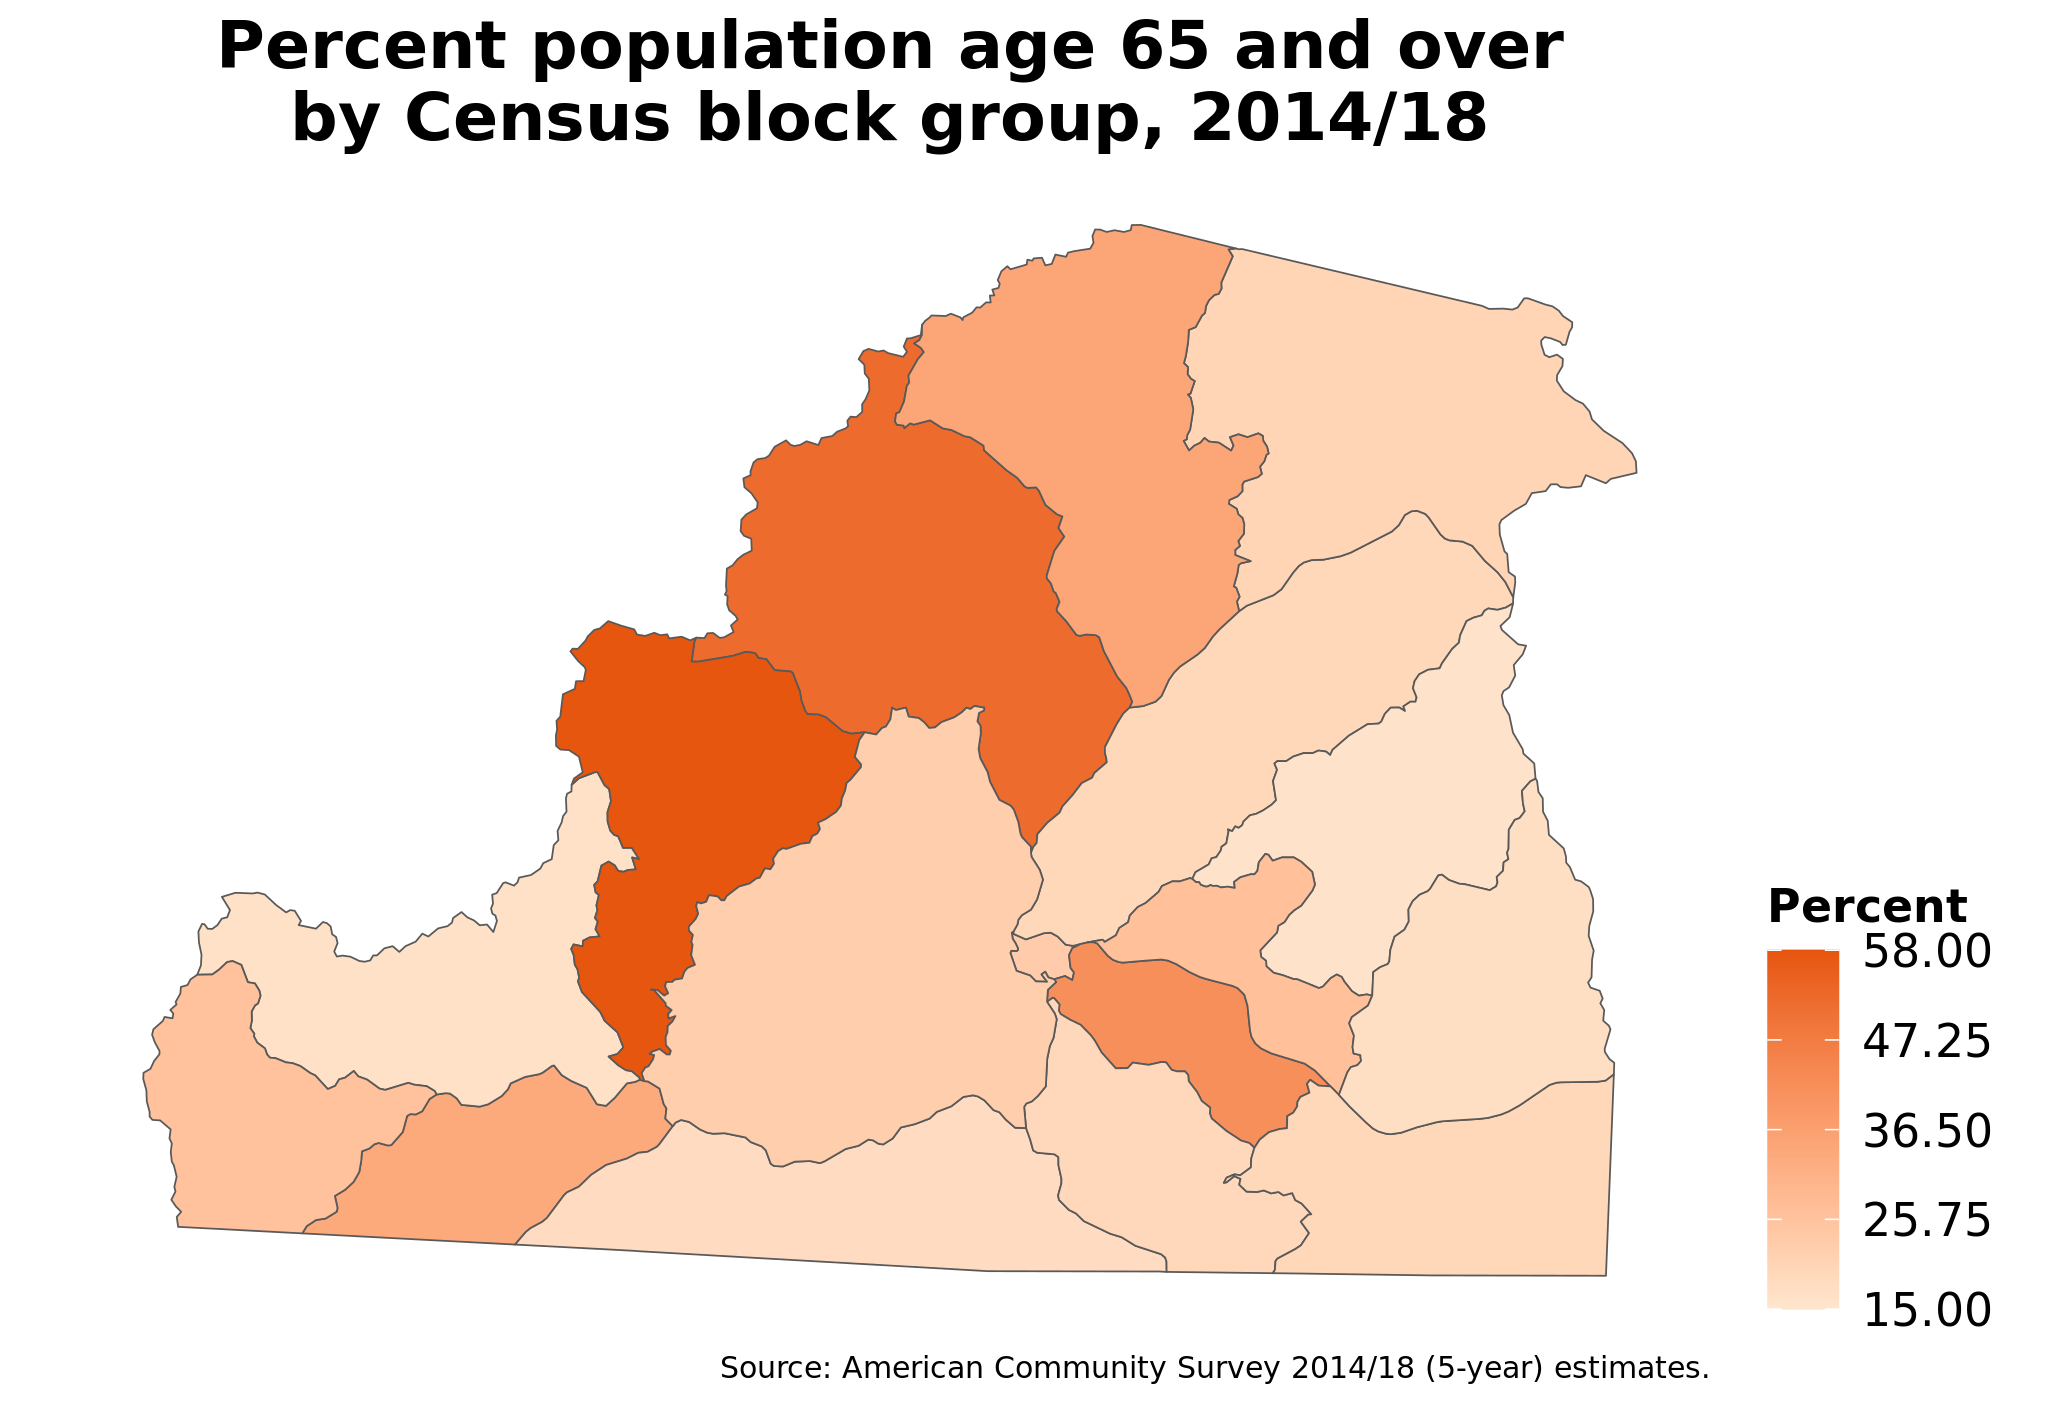 Percent population age 65 and over
by Census block group, 2014/18
Percent
58.00
47.25
36.50
25.75
15.00
Source: American Community Survey 2014/18 (5-year) estimates.